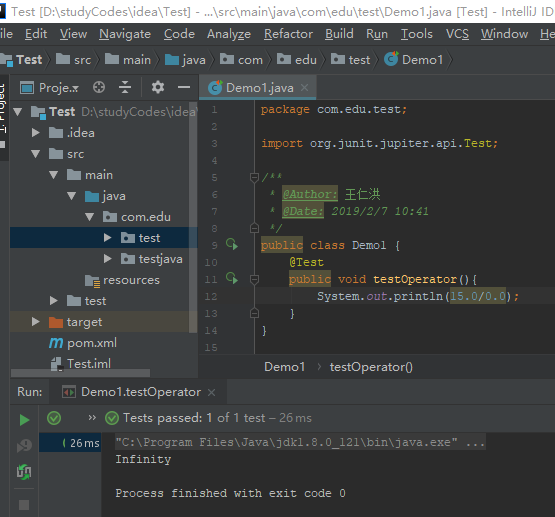 Test [D:\studyCodes\idea\Test] - ...\src\main\java\com\edu\test\Demo1.java [Test] - IntelliJ ID
File Edit View Navigate Code Analyze Refactor Build Run Tools VCS Window He
Test src main java com edu test Demo1
1: Project
Proje..
Demo1.java
Test D:\studyCodes\idea
.idea
src
main
java
com.edu
test
testjava
resources
test
target
pom.xml
Test.iml
1 package com.edu.test;
2
3 import org.junit.jupiter.api.Test;
4
5 /**
6 * @Author: 王仁洪
7 * @Date: 2019/2/7 10:41
8 */
9 public class Demo1 {
10 @Test
11 public void testOperator(){
12 System.out.println(15.0/0.0);
13 }
14 }
15
Demo1 › testOperator()
Run: Demo1.testOperator
» Tests passed: 1 of 1 test – 26 ms
26 ms
"C:\Program Files\Java\jdk1.8.0_121\bin\java.exe" ...
Infinity
Process finished with exit code 0